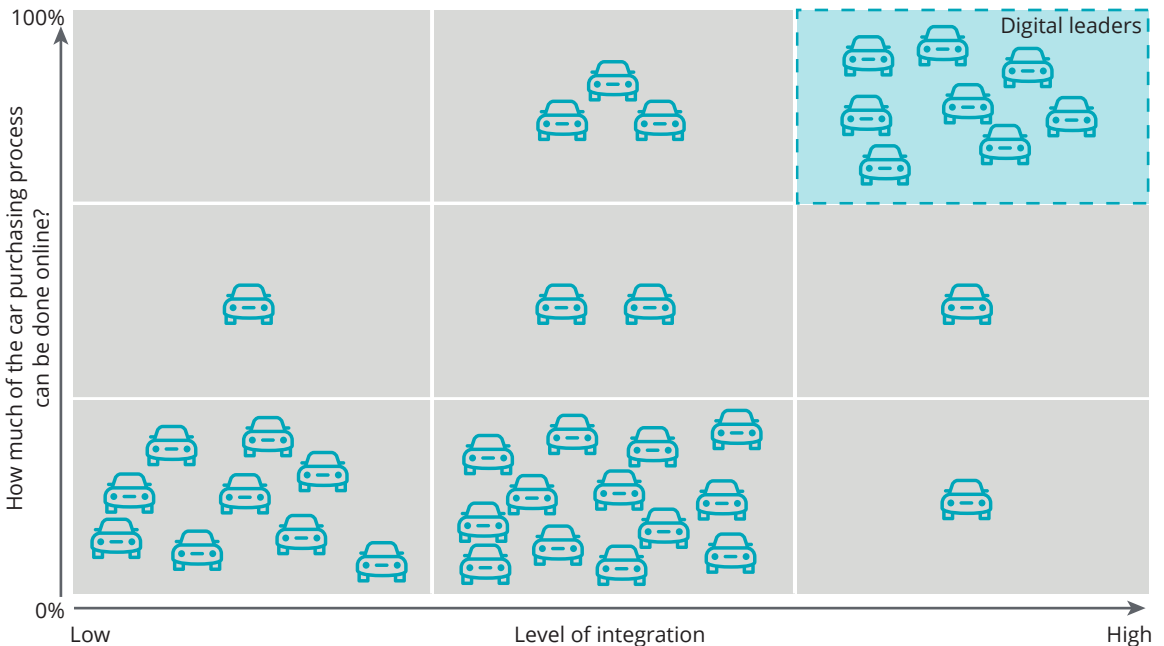 100%
Digital leaders
How much of the car purchasing process
can be done online?
0%
Low
Level of integration
High